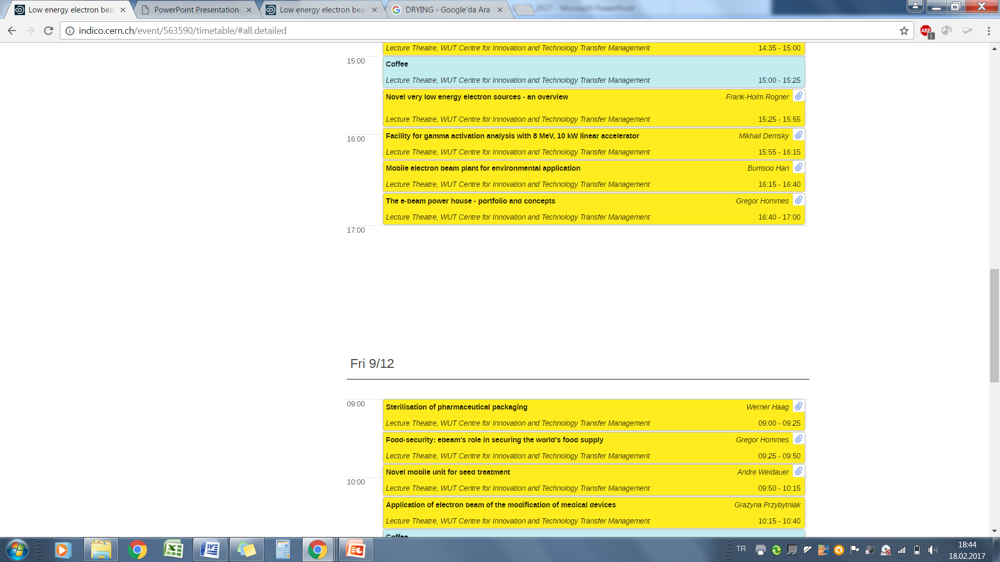 Low energy electron bea
PowerPoint Presentation
Low energy electron bea
DRYİNG - Google'da Ara
indico.cern.ch/event/563590/timetable/#all.detailed
ABP
1
Lecture Theatre, WUT Centre for Innovation and Technology Transfer Management 14:35 - 15:00
15:00
Coffee
Lecture Theatre, WUT Centre for Innovation and Technology Transfer Management 15:00 - 15:25
Novel very low energy electron sources - an overview Frank-Holm Rogner
Lecture Theatre, WUT Centre for Innovation and Technology Transfer Management 15:25 - 15:55
16:00
Facility for gamma activation analysis with 8 MeV, 10 kW linear accelerator Mikhail Demsky
Lecture Theatre, WUT Centre for Innovation and Technology Transfer Management 15:55 - 16:15
Mobile electron beam plant for environmental application Bumsoo Han
Lecture Theatre, WUT Centre for Innovation and Technology Transfer Management 16:15 - 16:40
The e-beam power house - portfolio and concepts Gregor Hommes
Lecture Theatre, WUT Centre for Innovation and Technology Transfer Management 16:40 - 17:00
17:00
Fri 9/12
09:00
Sterilisation of pharmaceutical packaging Werner Haag
Lecture Theatre, WUT Centre for Innovation and Technology Transfer Management 09:00 - 09:25
Food-security: ebeam's role in securing the world's food supply Gregor Hommes
Lecture Theatre, WUT Centre for Innovation and Technology Transfer Management 09:25 - 09:50
Novel mobile unit for seed treatment Andre Weidauer
10:00
Lecture Theatre, WUT Centre for Innovation and Technology Transfer Management 09:50 - 10:15
Application of electron beam of the modification of medical devices Grażyna Przybytniak
Lecture Theatre, WUT Centre for Innovation and Technology Transfer Management 10:15 - 10:40
Coffee
TR
18:44
18.02.2017